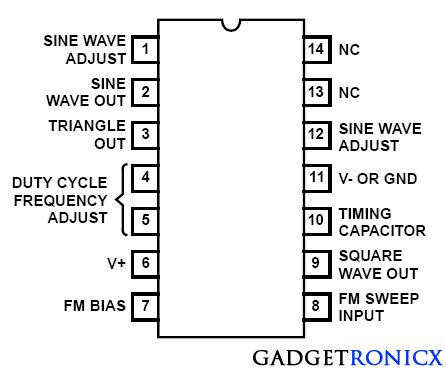 SINE WAVE
ADJUST
1
SINE
WAVE OUT
2
TRIANGLE
OUT
3
DUTY CYCLE
FREQUENCY
ADJUST
4
5
V+
6
FM BIAS
7
14
NC
13
NC
12
SINE WAVE
ADJUST
11
V- OR GND
10
TIMING
CAPACITOR
9
SQUARE
WAVE OUT
8
FM SWEEP
INPUT
GADGETRONICX